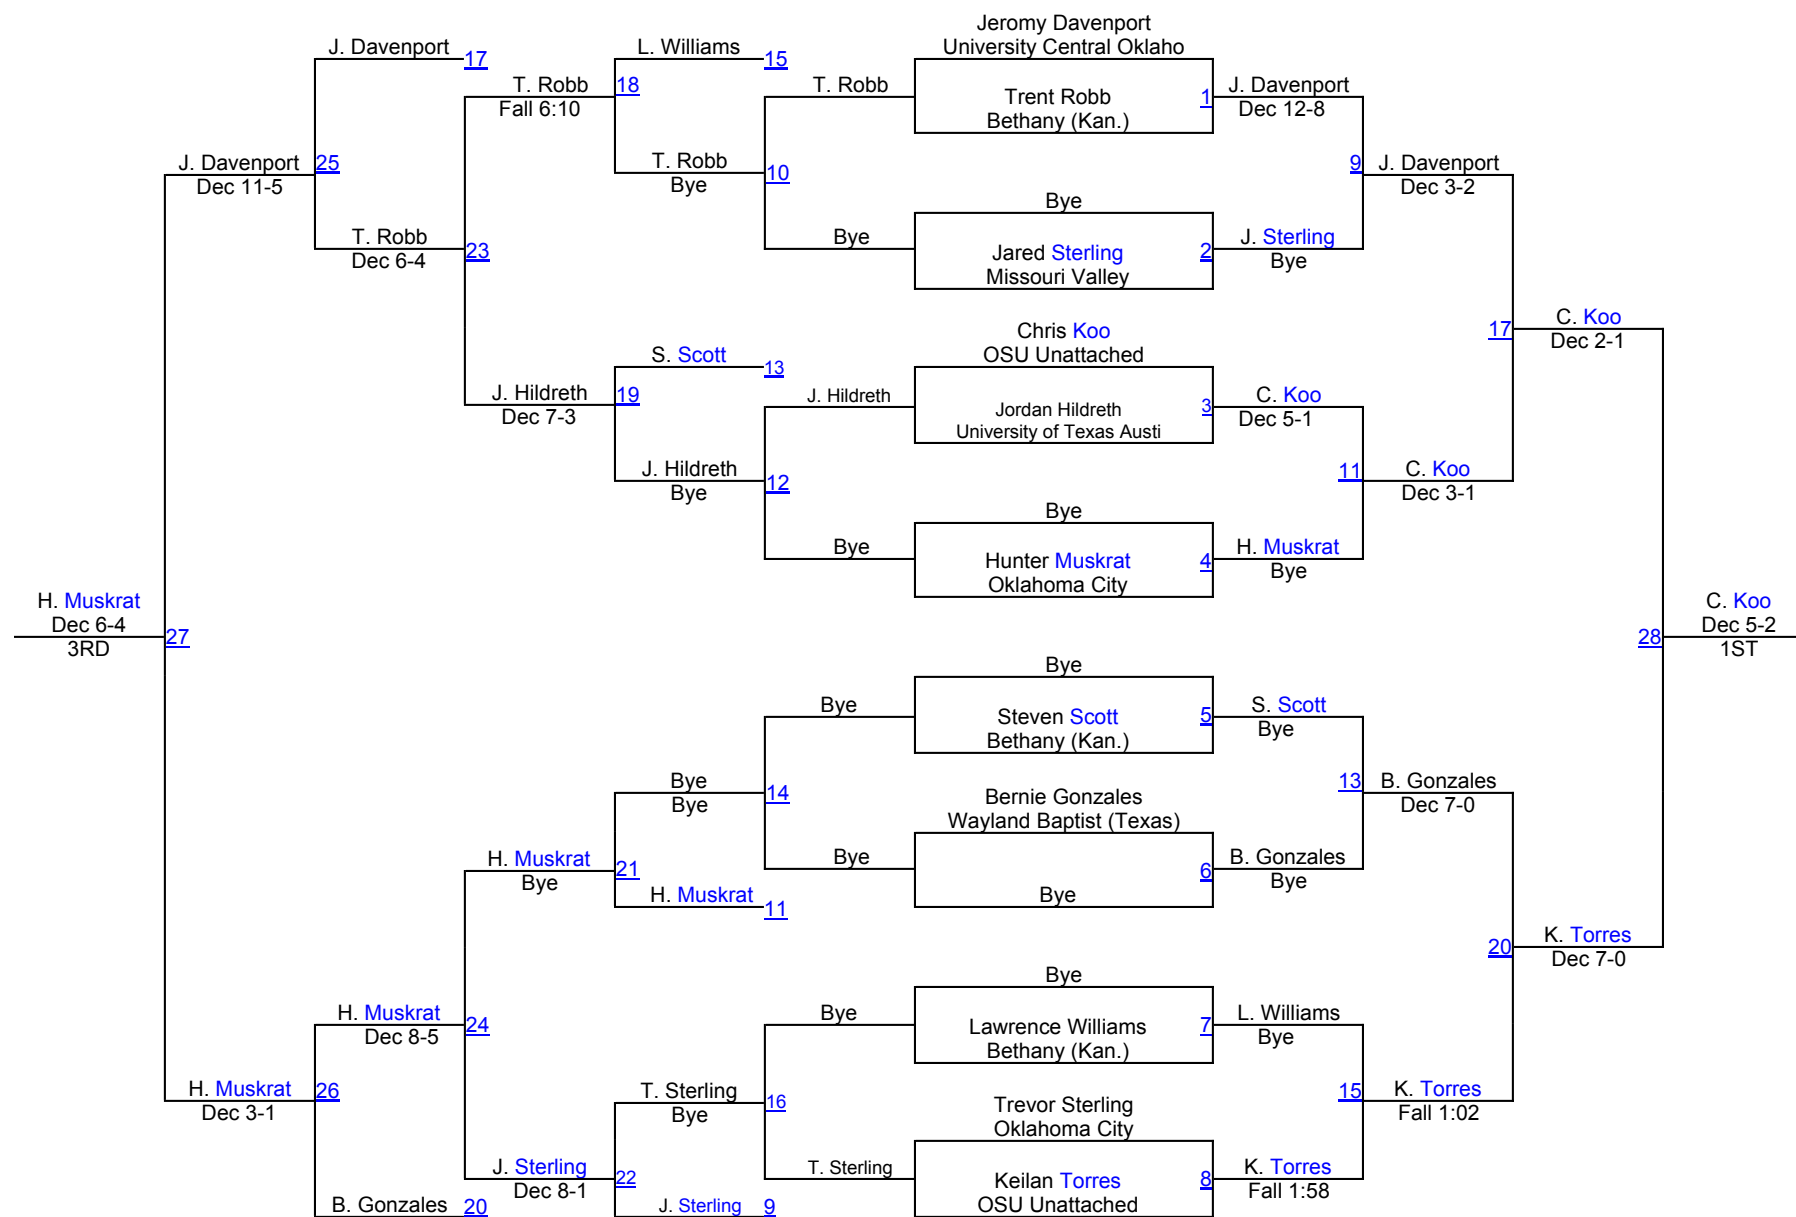 Jeromy Davenport
J. Davenport
17
L. Williams
15
University Central Oklaho
T. Robb
Fall 6:10
18
T. Robb
Trent Robb
Bethany (Kan.)
1
J. Davenport
Dec 12-8
J. Davenport
Dec 11-5
25
T. Robb
Bye
10
9
J. Davenport
Dec 3-2
Bye
T. Robb
Dec 6-4
23
Bye
Jared Sterling
Missouri Valley
2
J. Sterling
Bye
Chris Koo
OSU Unattached
17
C. Koo
Dec 2-1
S. Scott
13
J. Hildreth
Dec 7-3
19
J. Hildreth
Jordan Hildreth
University of Texas Austi
3
C. Koo
Dec 5-1
J. Hildreth
Bye
12
11
C. Koo
Dec 3-1
Bye
Bye
Hunter Muskrat
Oklahoma City
4
H. Muskrat
Bye
H. Muskrat
Dec 6-4
3RD
27
28
C. Koo
Dec 5-2
1ST
Bye
Bye
Steven Scott
Bethany (Kan.)
5
S. Scott
Bye
Bye
Bye
14
Bernie Gonzales
Wayland Baptist (Texas)
13
B. Gonzales
Dec 7-0
H. Muskrat
Bye
21
Bye
Bye
6
B. Gonzales
Bye
H. Muskrat
11
20
K. Torres
Dec 7-0
Bye
H. Muskrat
Dec 8-5
24
Bye
Lawrence Williams
Bethany (Kan.)
7
L. Williams
Bye
H. Muskrat
Dec 3-1
26
T. Sterling
Bye
16
Trevor Sterling
Oklahoma City
15
K. Torres
Fall 1:02
J. Sterling
Dec 8-1
22
T. Sterling
Keilan Torres
OSU Unattached
8
K. Torres
Fall 1:58
B. Gonzales
20
J. Sterling
9